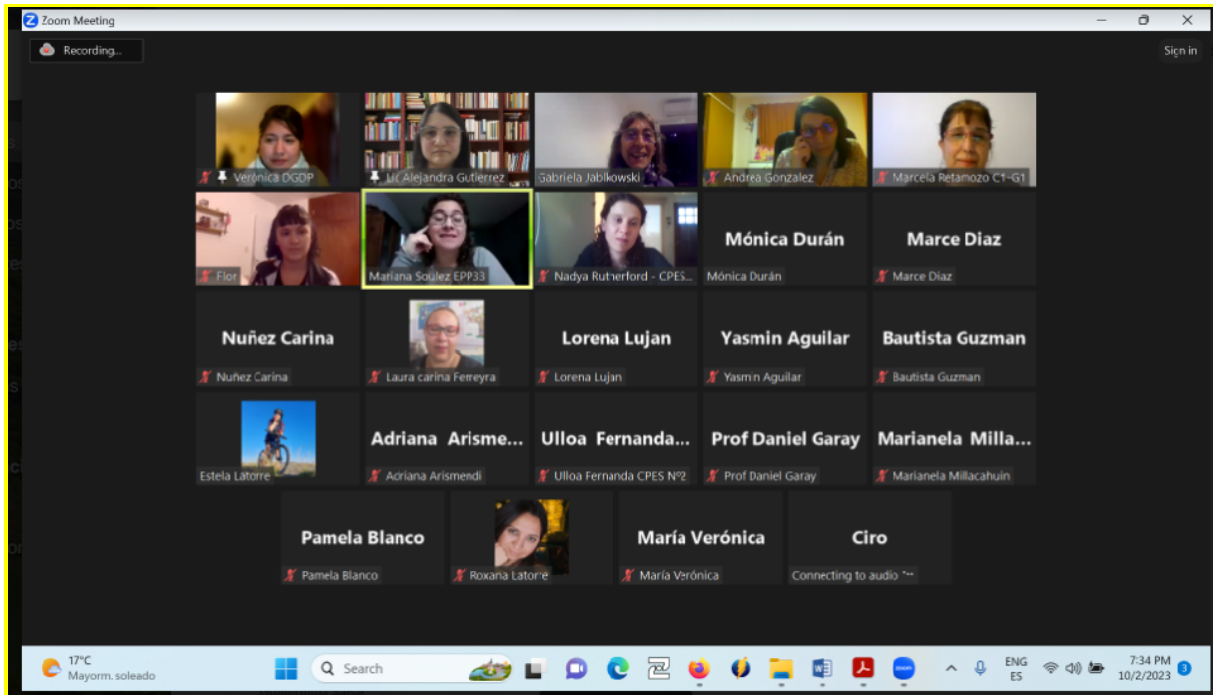 Zoom Meeting
Recording...
Sign in
Verónica DGDP
Lic Alejandra Gutierrez
Gabriela Jablkowski
Andrea Gonzalez
Marcela Retamozo C1-G1
Flor
Mariana Soulez EPP33
Nadya Rutherford - CPES...
Mónica Durán
Mónica Durán
Marce Diaz
Marce Diaz
Nuñez Carina
Nuñez Carina
Laura carina Ferreyra
Lorena Lujan
Lorena Lujan
Yasmin Aguilar
Yasmin Aguilar
Bautista Guzman
Bautista Guzman
Estela Latorre
Adriana Arisme...
Adriana Arismendi
Ulloa Fernanda...
Ulloa Fernanda CPES Nº2
Prof Daniel Garay
Prof Daniel Garay
Marianela Milla...
Marianela Millacahuin
Pamela Blanco
Pamela Blanco
Roxana Latorre
María Verónica
María Verónica
Ciro
Connecting to audio
17°C
Mayorm. soleado
Search
ENG
ES
7:34 PM
10/2/2023
3